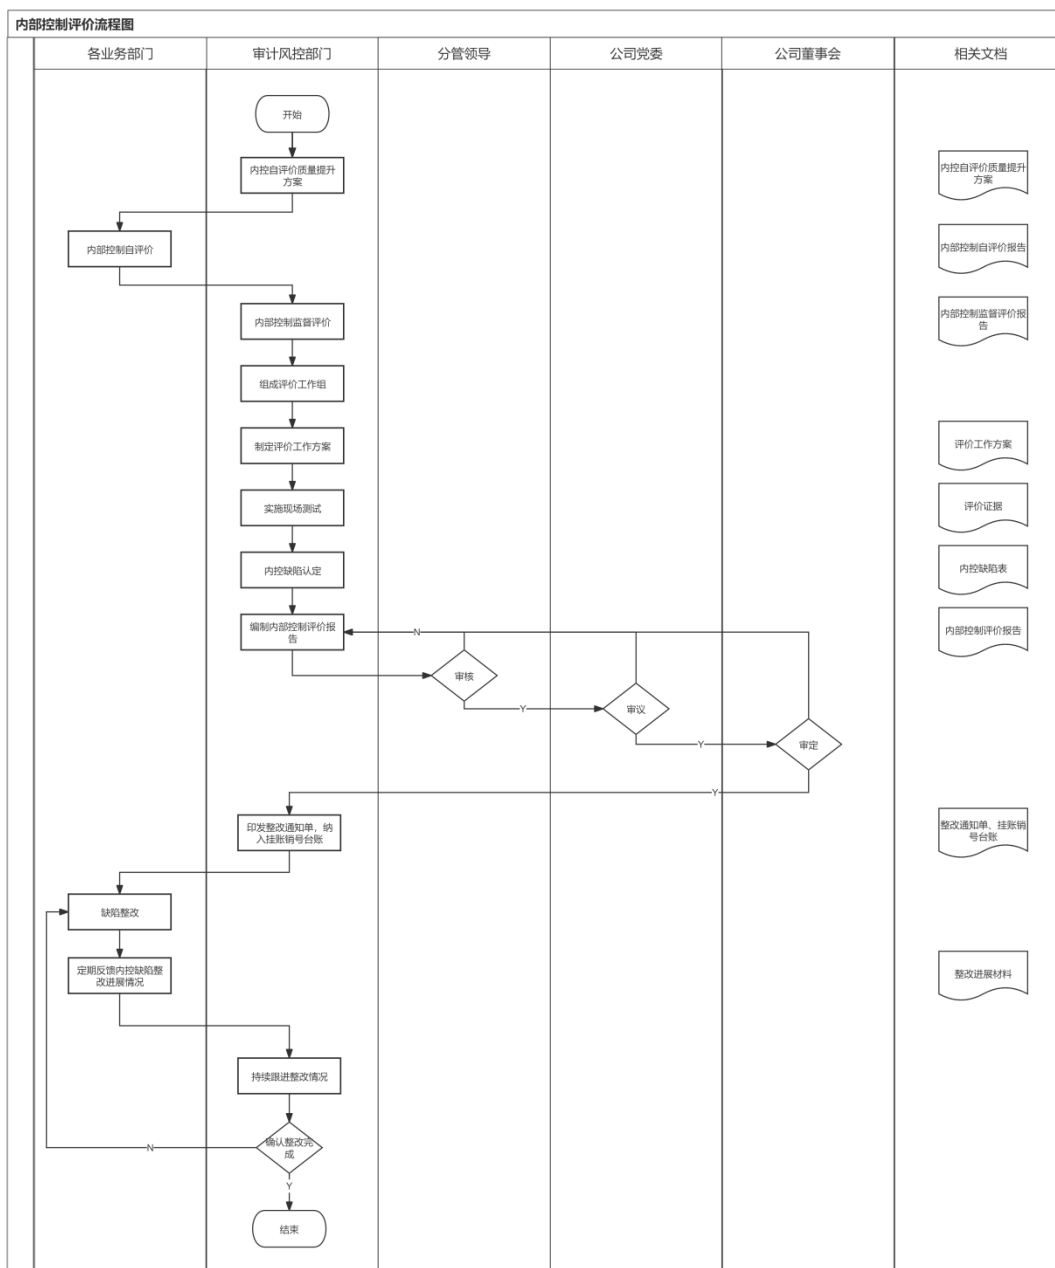 内部控制评价流程图
各业务部门
审计风控部门
分管领导
公司党委
公司董事会
相关文档
开始
内控自评价质量提升
方案
内控自评价质量提升
方案
内部控制自评价
内部控制自评价报告
内部控制监督评价
内部控制监督评价报
告
组成评价工作组
制定评价工作方案
评价工作方案
实施现场测试
评价证据
内控缺陷认定
内控缺陷表
编制内部控制评价报
告
N
内部控制评价报告
审核
Y
审议
Y
审定
Y
印发整改通知单，纳
入挂账销号台账
整改通知单、挂账销
号台账
缺陷整改
定期反馈内控缺陷整
改进展情况
整改进展材料
持续跟进整改情况
确认整改完
成
N
Y
结束